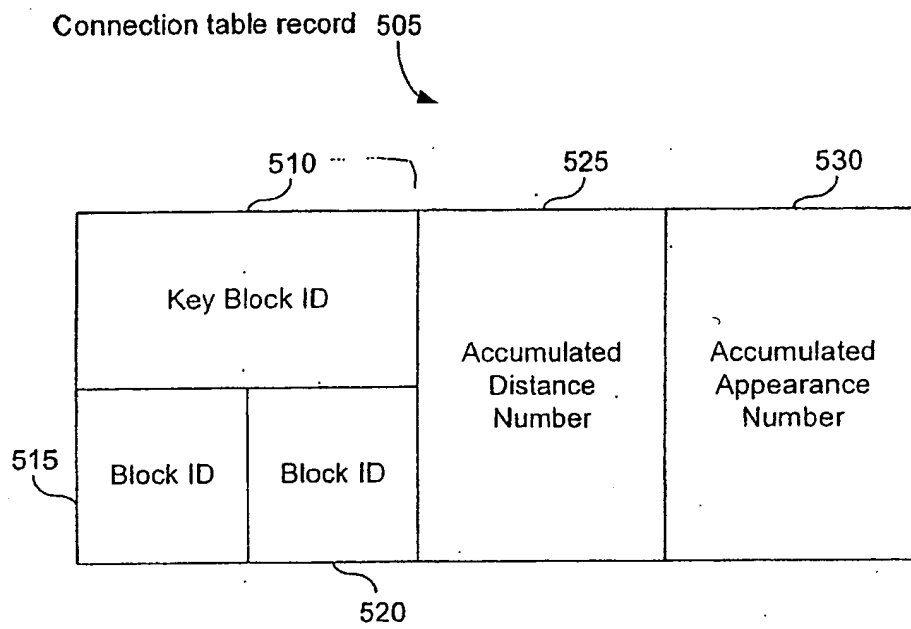 Connection table record 505
510
525
530
Key Block ID
Accumulated
Distance
Number
Accumulated
Appearance
Number
515
Block ID
Block ID
520